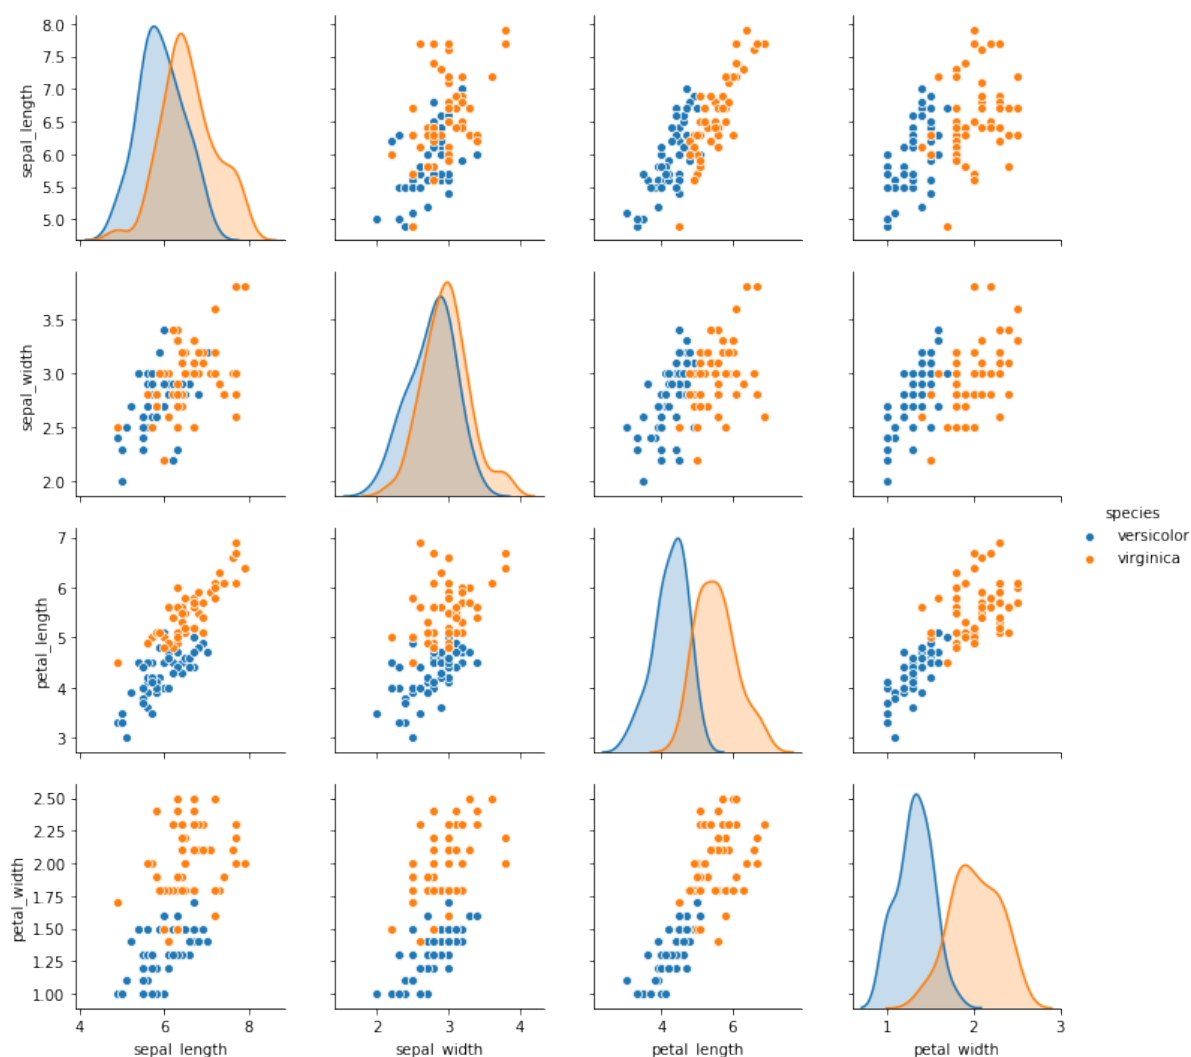 8.0
7.5
7.0
6.5
6.0
5.5
5.0
sepal_length
3.5
3.0
2.5
2.0
sepal_width
species
versicolor
virginica
7
6
5
4
3
petal_length
2.50
2.25
2.00
1.75
1.50
1.25
1.00
petal_width
4 6 8
sepal_length
2 3 4
sepal_width
4 6
petal_length
1 2 3
petal_width